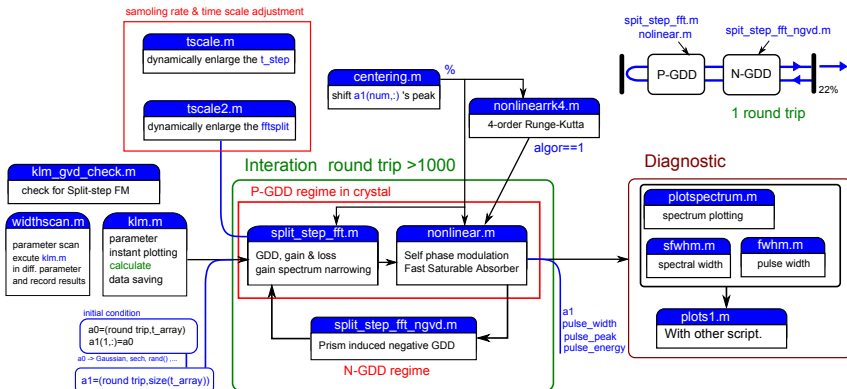 samoling rate & time scale adjustment
tscale.m
dynamically enlarge the t_step
tscale2.m
dynamically enlarge the fftsplit
centering.m
shift a1(num,:) 's peak
%
nonlinearrk4.m
4-order Runge-Kutta
algor==1
spit_step_fft.m
nolinear.m
spit_step_fft_ngvd.m
P-GDD
N-GDD
22%
1 round trip
klm_gvd_check.m
check for Split-step FM
widthscan.m
parameter scan
excute klm.m
in diff. parameter
and record results
klm.m
parameter
instant plotting
calculate
data saving
Interation round trip >1000
P-GDD regime in crystal
split_step_fft.m
GDD, gain & loss
gain spectrum narrowing
nonlinear.m
Self phase modulation
Fast Saturable Absorber
split_step_fft_ngvd.m
Prism induced negative GDD
N-GDD regime
initial condition
a0=(round trip,t_array)
a1(1,:)=a0
a0 -> Gaussian, sech, rand() ,...
a1=(round trip,size(t_array))
a1
pulse_width
pulse_peak
pulse_energy
Diagnostic
plotspectrum.m
spectrum plotting
sfwhm.m
spectral width
fwhm.m
pulse width
plots1.m
With other script.